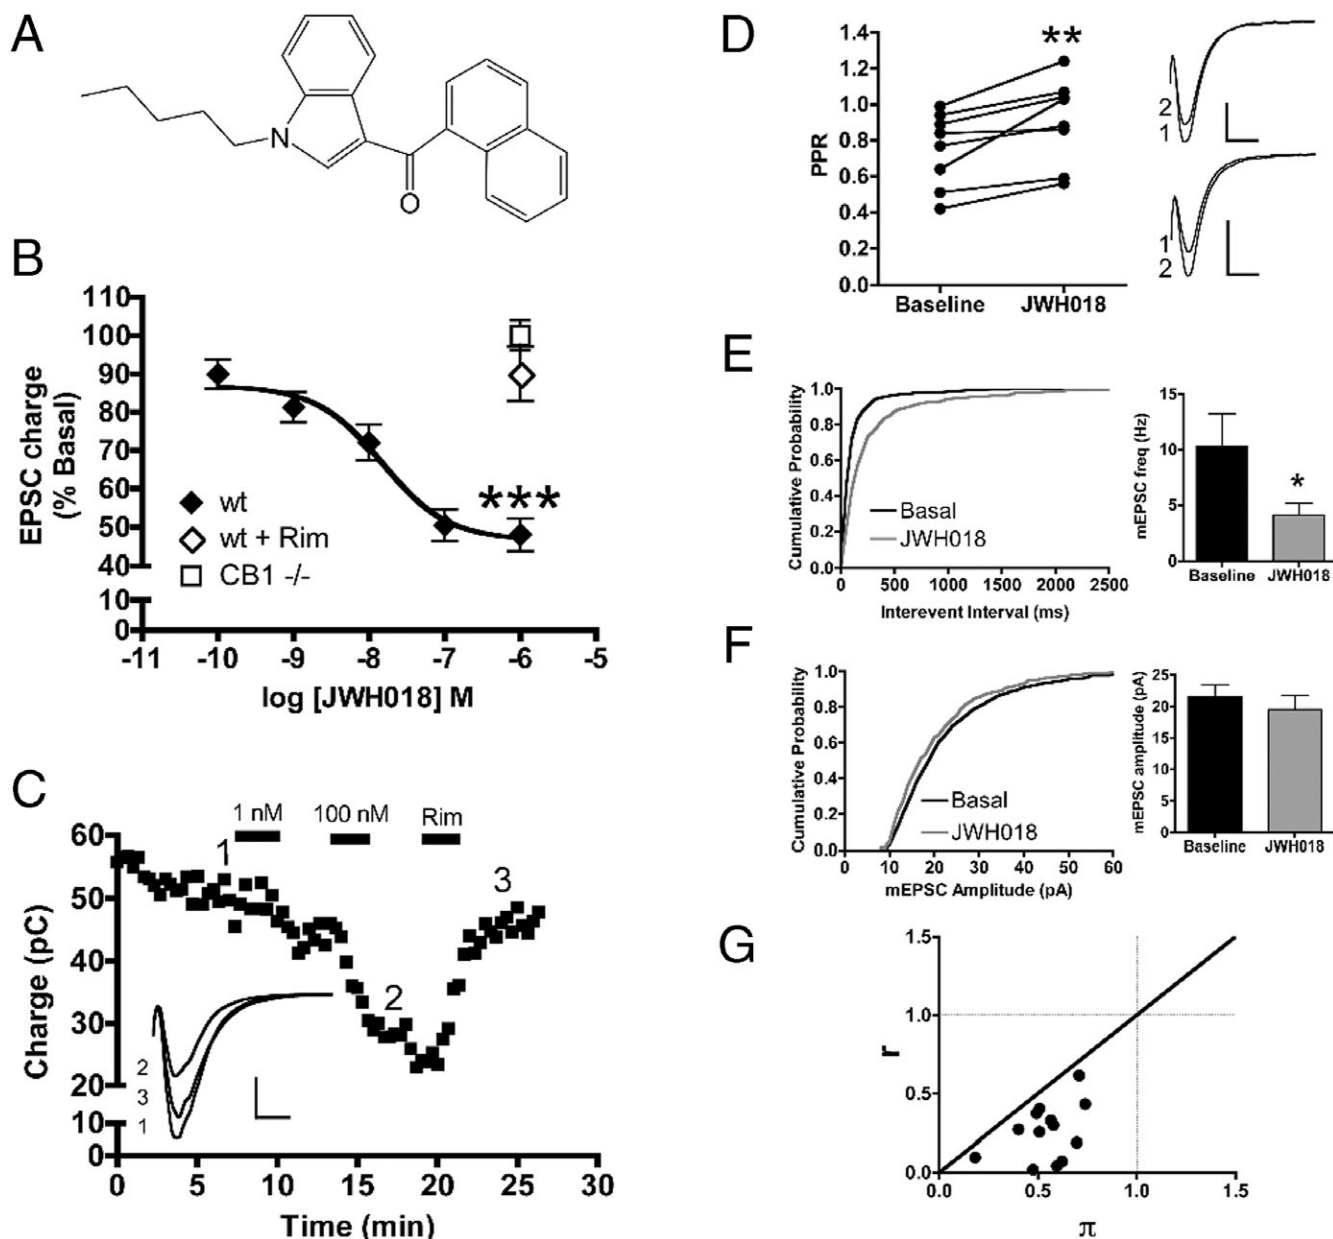 A
N
O
B
110
100
90
80
70
60
50
40
10
0
EPSC charge
(% Basal)
***
wt
wt + Rim
CB1 -/-
-11 -10 -9 -8 -7 -6 -5
log [JWH018] M
C
1 nM 100 nM Rim
60
50
40
30
20
10
0
Charge (pC)
1
2
3
2
3
1
0 5 10 15 20 25 30
Time (min)
D
1.4
1.2
1.0
0.8
0.6
0.4
0.2
0.0
PPR
**
Baseline JWH018
2
1
1
2
E
1.0
0.8
0.6
0.4
0.2
0.0
Cumulative Probability
Basal
JWH018
0 500 1000 1500 2000 2500
Interevent Interval (ms)
15
10
5
0
mEPSC freq (Hz)
*
Baseline JWH018
F
1.0
0.8
0.6
0.4
0.2
0.0
Cumulative Probability
Basal
JWH018
0 10 20 30 40 50 60
mEPSC Amplitude (pA)
25
20
15
10
5
0
mEPSC amplitude (pA)
Baseline JWH018
G
1.5
1.0
0.5
0.0
r
0.0 0.5 1.0 1.5
π